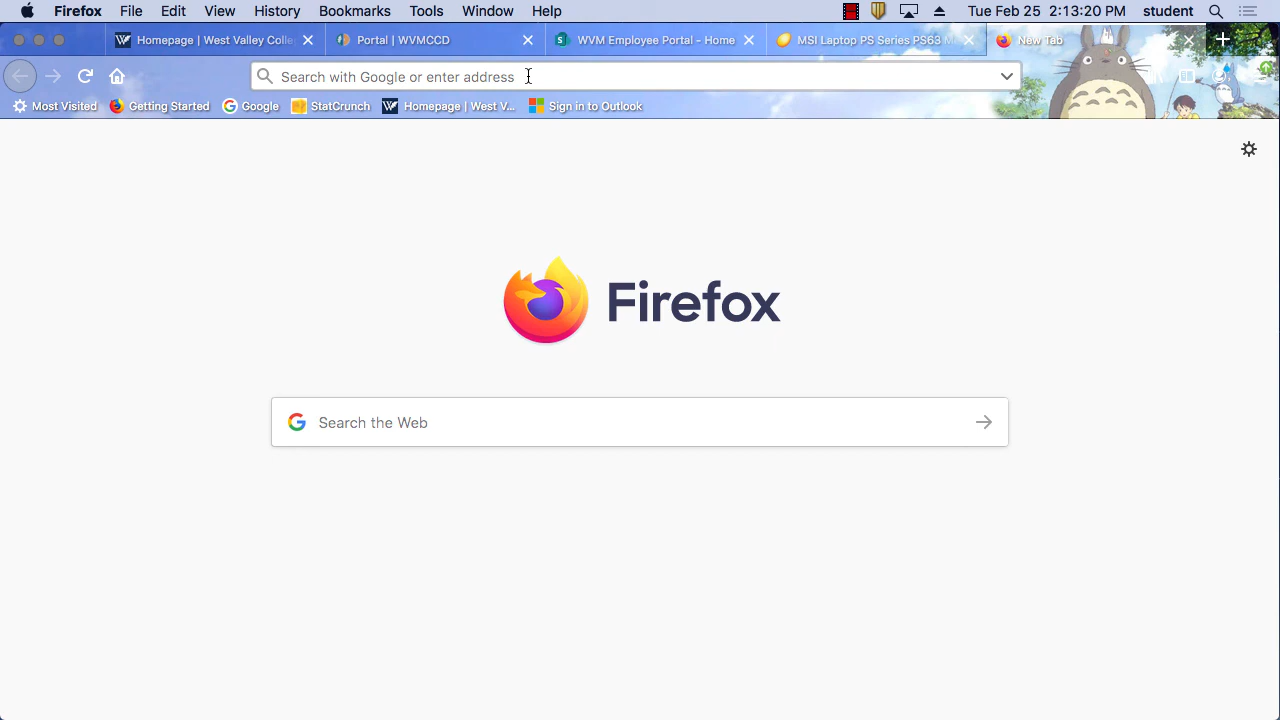 Firefox File Edit View History Bookmarks Tools Window Help Tue Feb 25 2:13:20 PM student
Homepage | West Valley Colle Portal | WVMCCD WVM Employee Portal - Home MSI Laptop PS Series PS63 M New Tab
Search with Google or enter address
Most Visited Getting Started Google StatCrunch Homepage | West V... Sign in to Outlook
Firefox
Search the Web